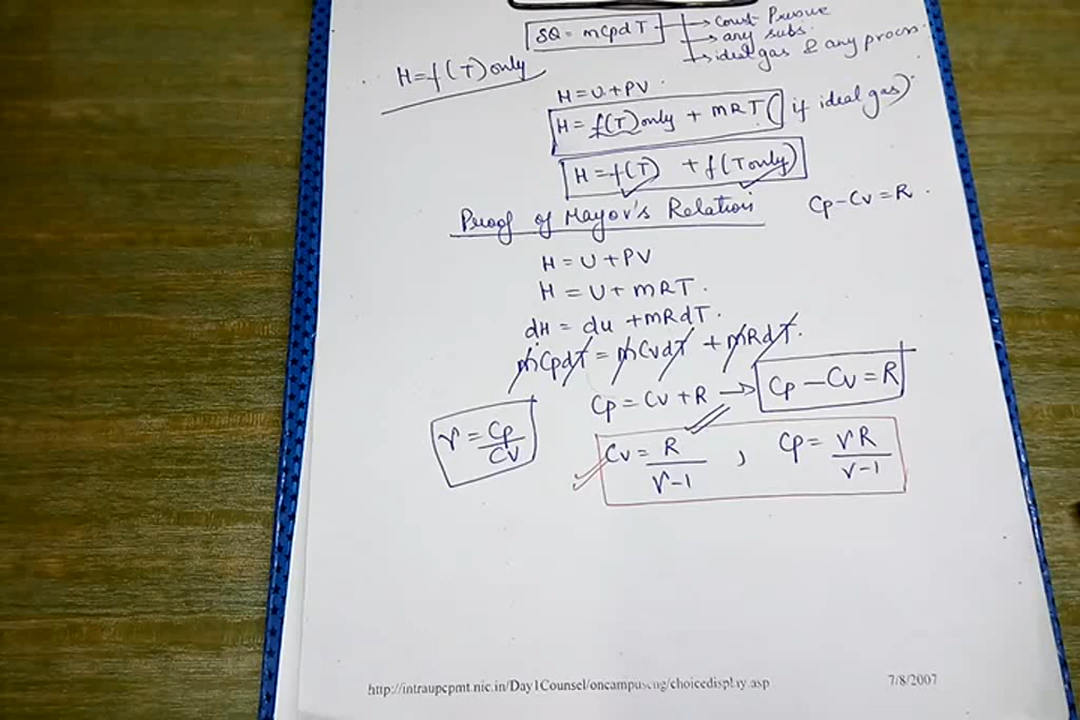 δQ = mCpdT → Const Pressure
→ any subs.
→ ideal gas & any process.
H = f(T) only
H = U + PV
H = f(T) only + mRT (if ideal gas)
H = f(T) + f(T only)
Proof of Mayor's Relation Cp-Cv = R.
H = U + PV
H = U + mRT.
dH = du + mRdT.
mCpdT = mCvdT + mRdT.
Cp = Cv + R → Cp - Cv = R
γ = Cp/Cv
Cv = R/γ-1 , Cp = γR/γ-1
http://intraupcpmt.nic.in/Day1Counsel/oncampuscng/choicedisplay.asp 7/8/2007